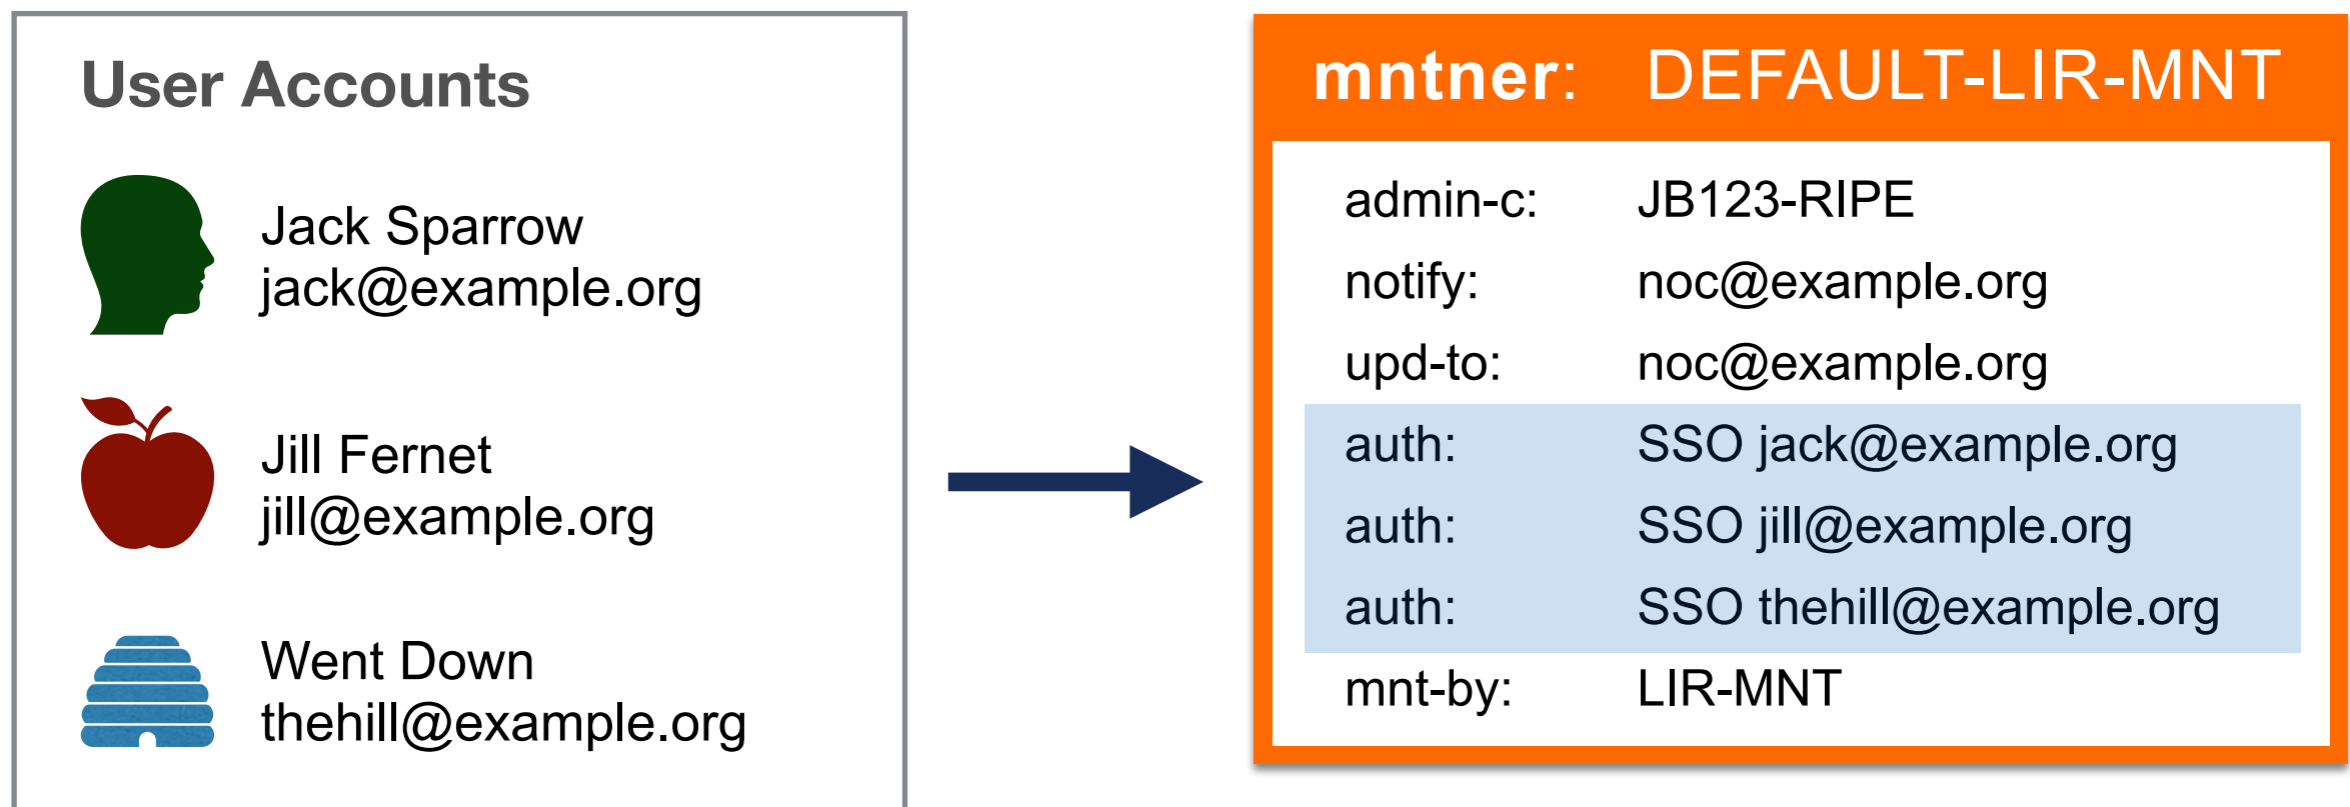 User Accounts
Jack Sparrow
jack@example.org
Jill Fernet
jill@example.org
Went Down
thehill@example.org
mntner: DEFAULT-LIR-MNT
admin-c: JB123-RIPE
notify: noc@example.org
upd-to: noc@example.org
auth: SSO jack@example.org
auth: SSO jill@example.org
auth: SSO thehill@example.org
mnt-by: LIR-MNT